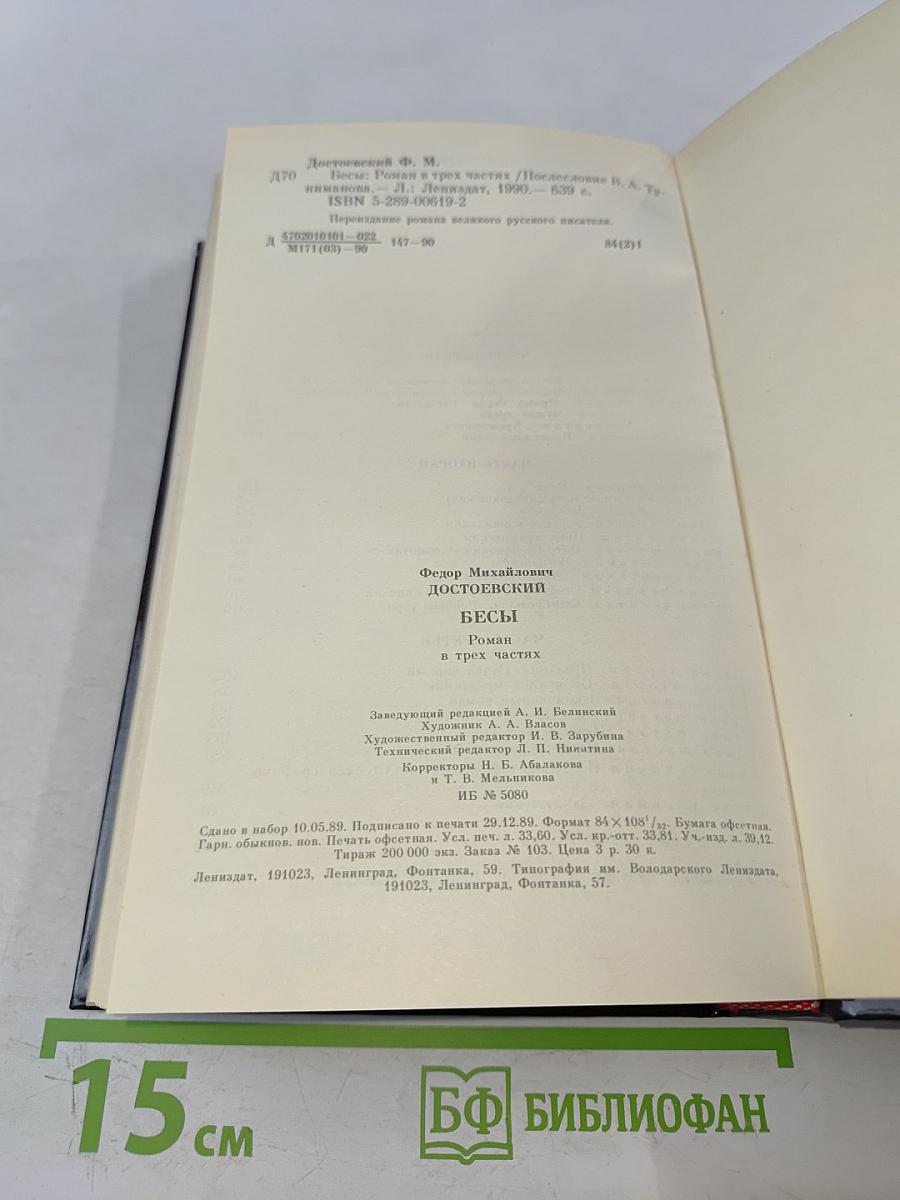 Достоевский Ф. М.
Д70 Бесы: Роман в трех частях /Послесловие В. А. Ту-
ниманова.— Л.: Лениздат, 1990.— 639 с.
ISBN 5-289-00619-2
Переиздание романа великого русского писателя.
Д 4702010101—022 147—90 84(2)1
М171(03)—90
ЧАСТЬ ВТОРАЯ
Федор Михайлович
ДОСТОЕВСКИЙ
БЕСЫ
Роман
в трех частях
Заведующий редакцией А. И. Белинский
Художник А. А. Власов
Художественный редактор И. В. Зарубина
Технический редактор Л. П. Никитина
Корректоры Н. Б. Абалакова
и Т. В. Мельникова
ИБ № 5080
Сдано в набор 10.05.89. Подписано к печати 29.12.89. Формат 84×108¹/₃₂. Бумага офсетная.
Гарн. обыкнов. нов. Печать офсетная. Усл. печ. л. 33,60. Усл. кр.-отт. 33,81. Уч.-изд. л. 39,12.
Тираж 200 000 экз. Заказ № 103. Цена 3 р. 30 к.
Лениздат, 191023, Ленинград, Фонтанка, 59. Типография им. Володарского Лениздата,
191023, Ленинград, Фонтанка, 57.
15 см
БФ БИБЛИОФАН